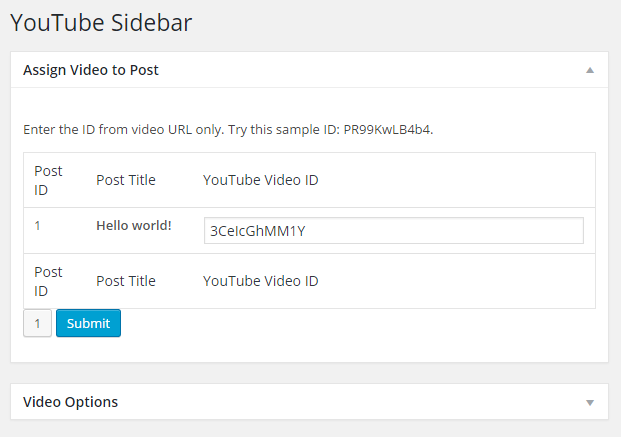 YouTube Sidebar
Assign Video to Post
Enter the ID from video URL only. Try this sample ID: PR99KwLB4b4.
Post ID Post Title YouTube Video ID
1 Hello world! 3CeIcGhMM1Y
Post ID Post Title YouTube Video ID
1 Submit
Video Options